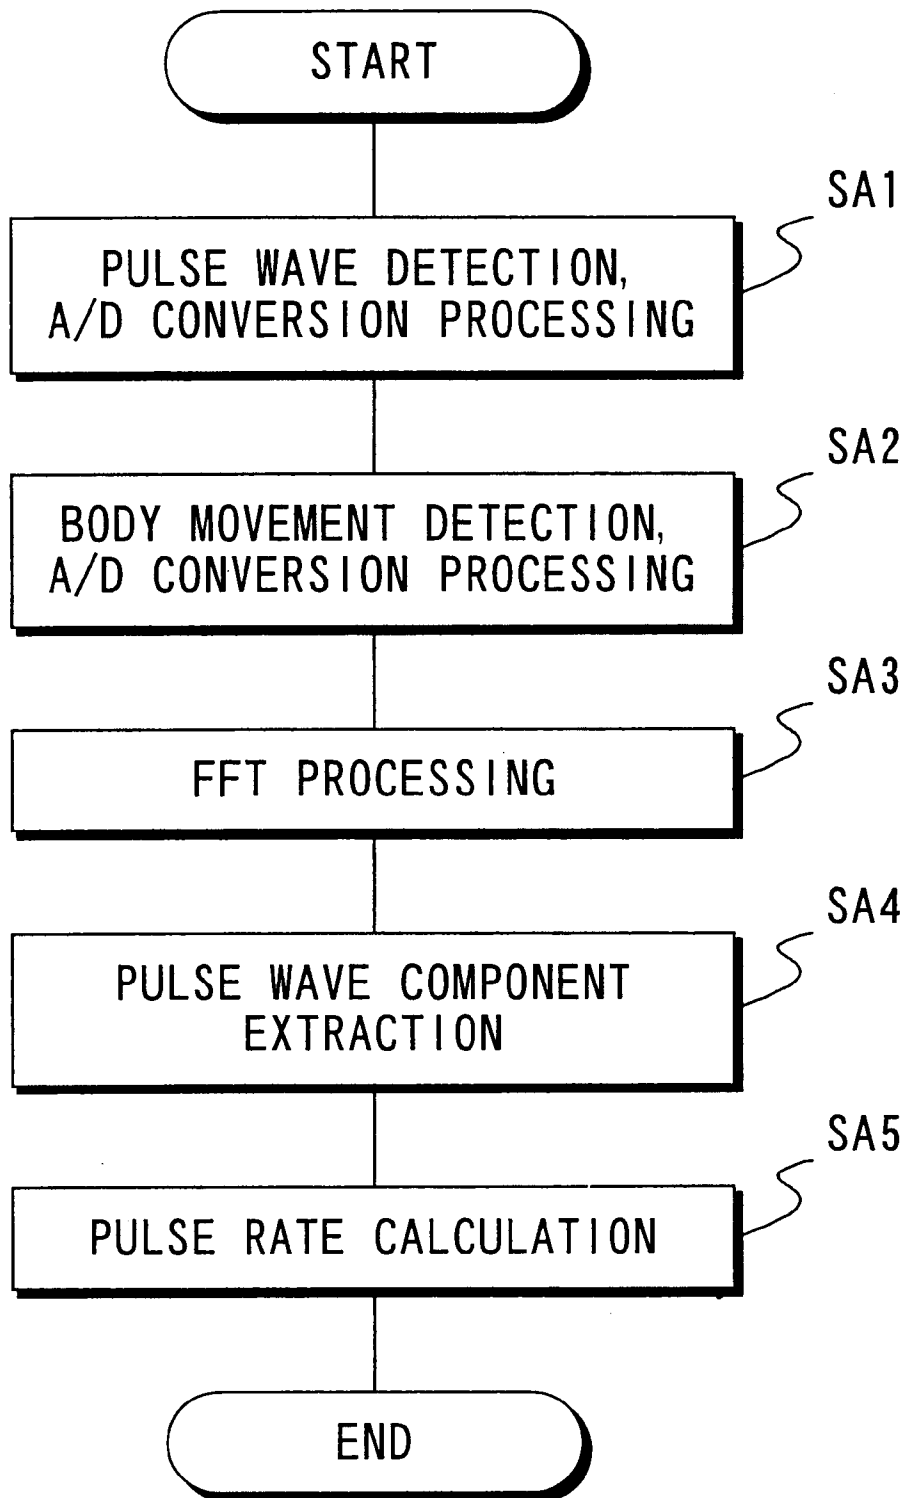 START
SA1
PULSE WAVE DETECTION,
A/D CONVERSION PROCESSING
SA2
BODY MOVEMENT DETECTION,
A/D CONVERSION PROCESSING
SA3
FFT PROCESSING
SA4
PULSE WAVE COMPONENT
EXTRACTION
SA5
PULSE RATE CALCULATION
END